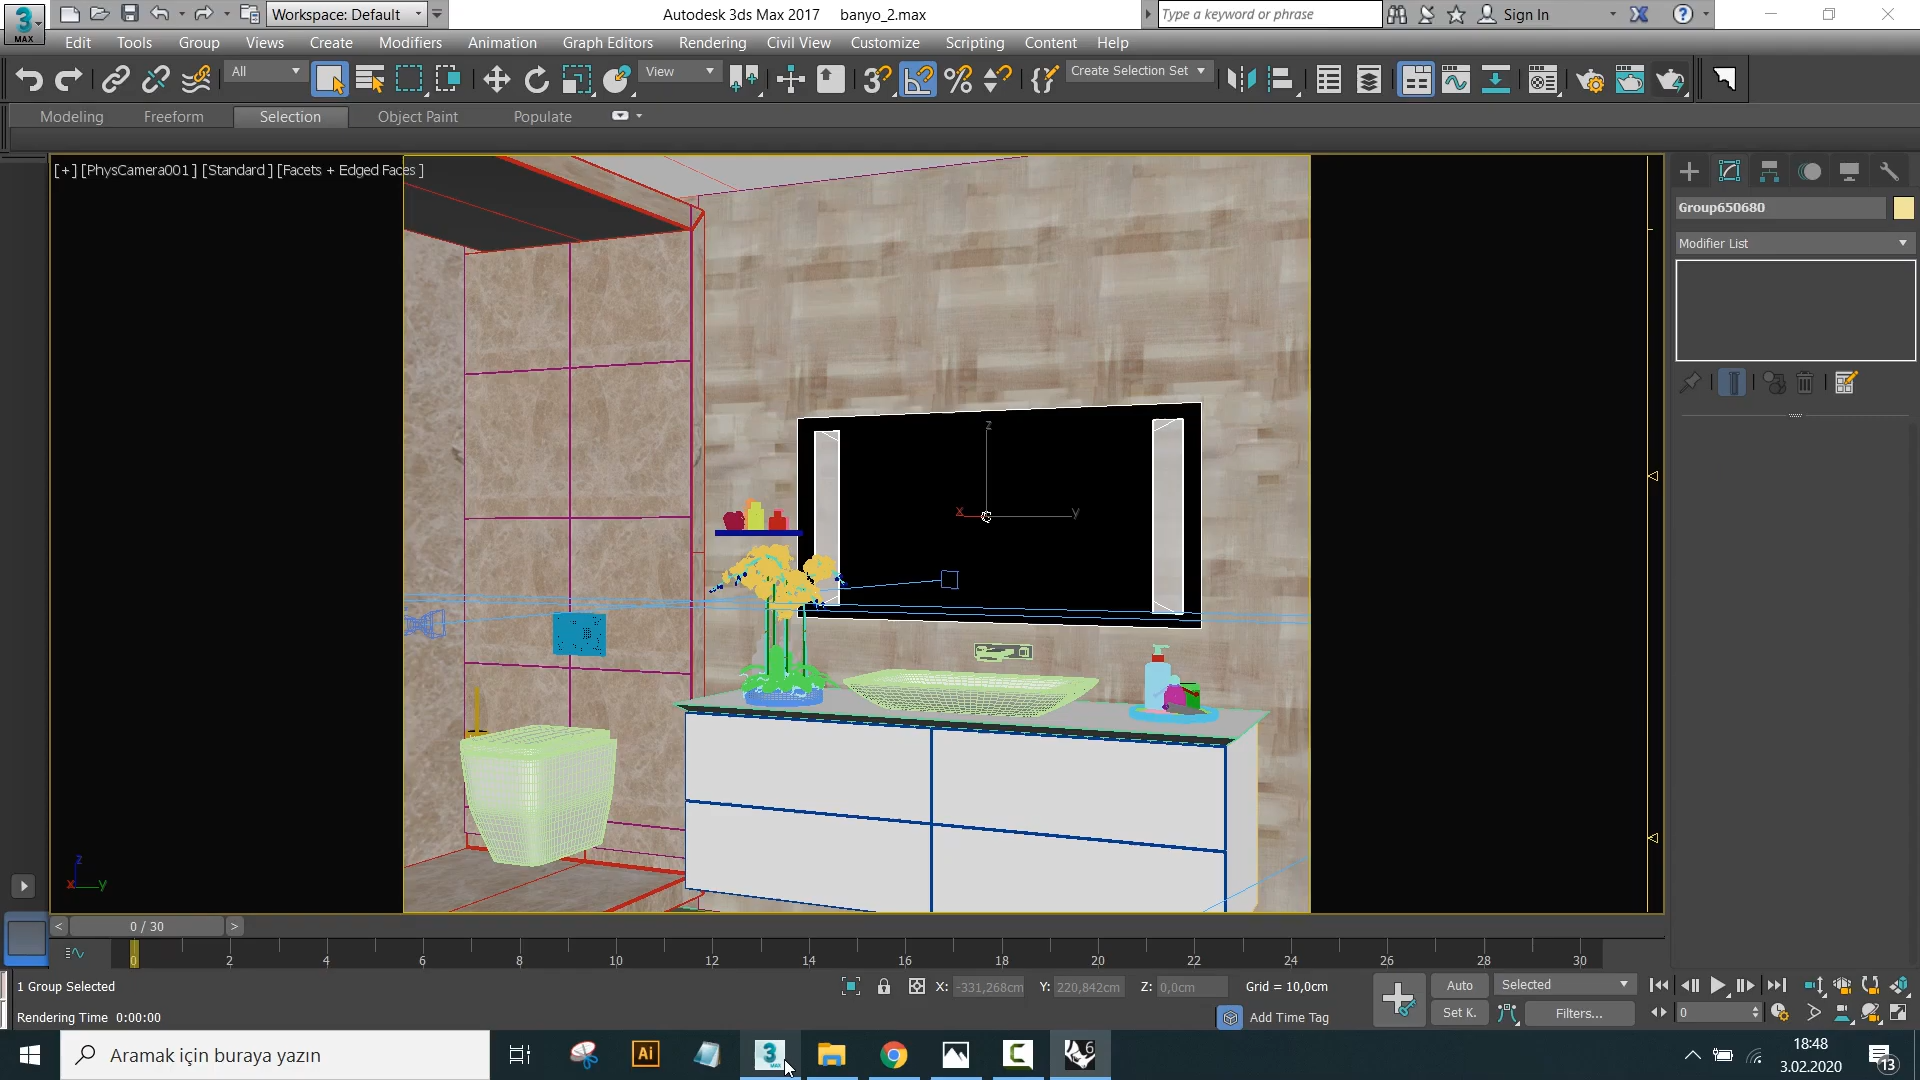 3
MAX
Workspace: Default
Autodesk 3ds Max 2017    banyo_2.max
Type a keyword or phrase
Sign In
Edit Tools Group Views Create Modifiers Animation Graph Editors Rendering Civil View Customize Scripting Content Help
All
View
Create Selection Set
Modeling Freeform Selection Object Paint Populate
[+] [PhysCamera001] [Standard] [Facets + Edged Faces]
Group650680
Modifier List
z
x
y
z
x
y
< 0 / 30 >
0 2 4 6 8 10 12 14 16 18 20 22 24 26 28 30
1 Group Selected
X: -331,268cm Y: 220,842cm Z: 0,0cm Grid = 10,0cm
Auto Selected
Rendering Time 0:00:00
Add Time Tag
Set K. Filters... 0
Aramak için buraya yazın
Ai
3
6
18:48
3.02.2020
13